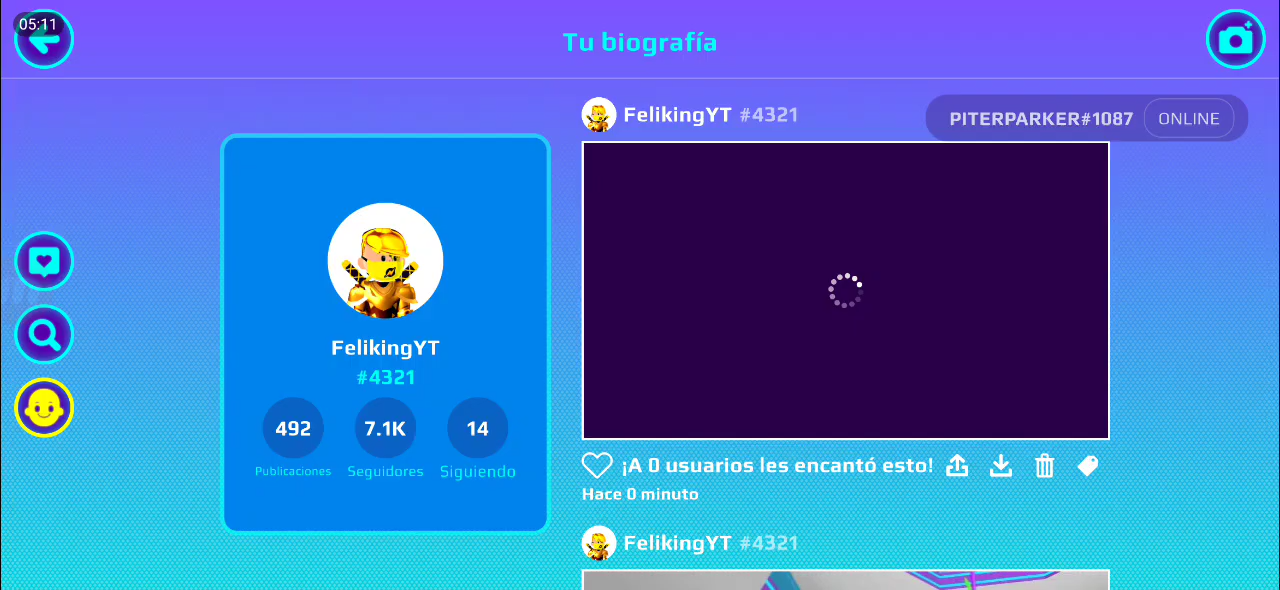 05:11
Tu biografía
FelikingYT #4321
PITERPARKER#1087 ONLINE
FelikingYT
#4321
492 7.1K 14
Publicaciones Seguidores Siguiendo
¡A 0 usuarios les encantó esto!
Hace 0 minuto
FelikingYT #4321